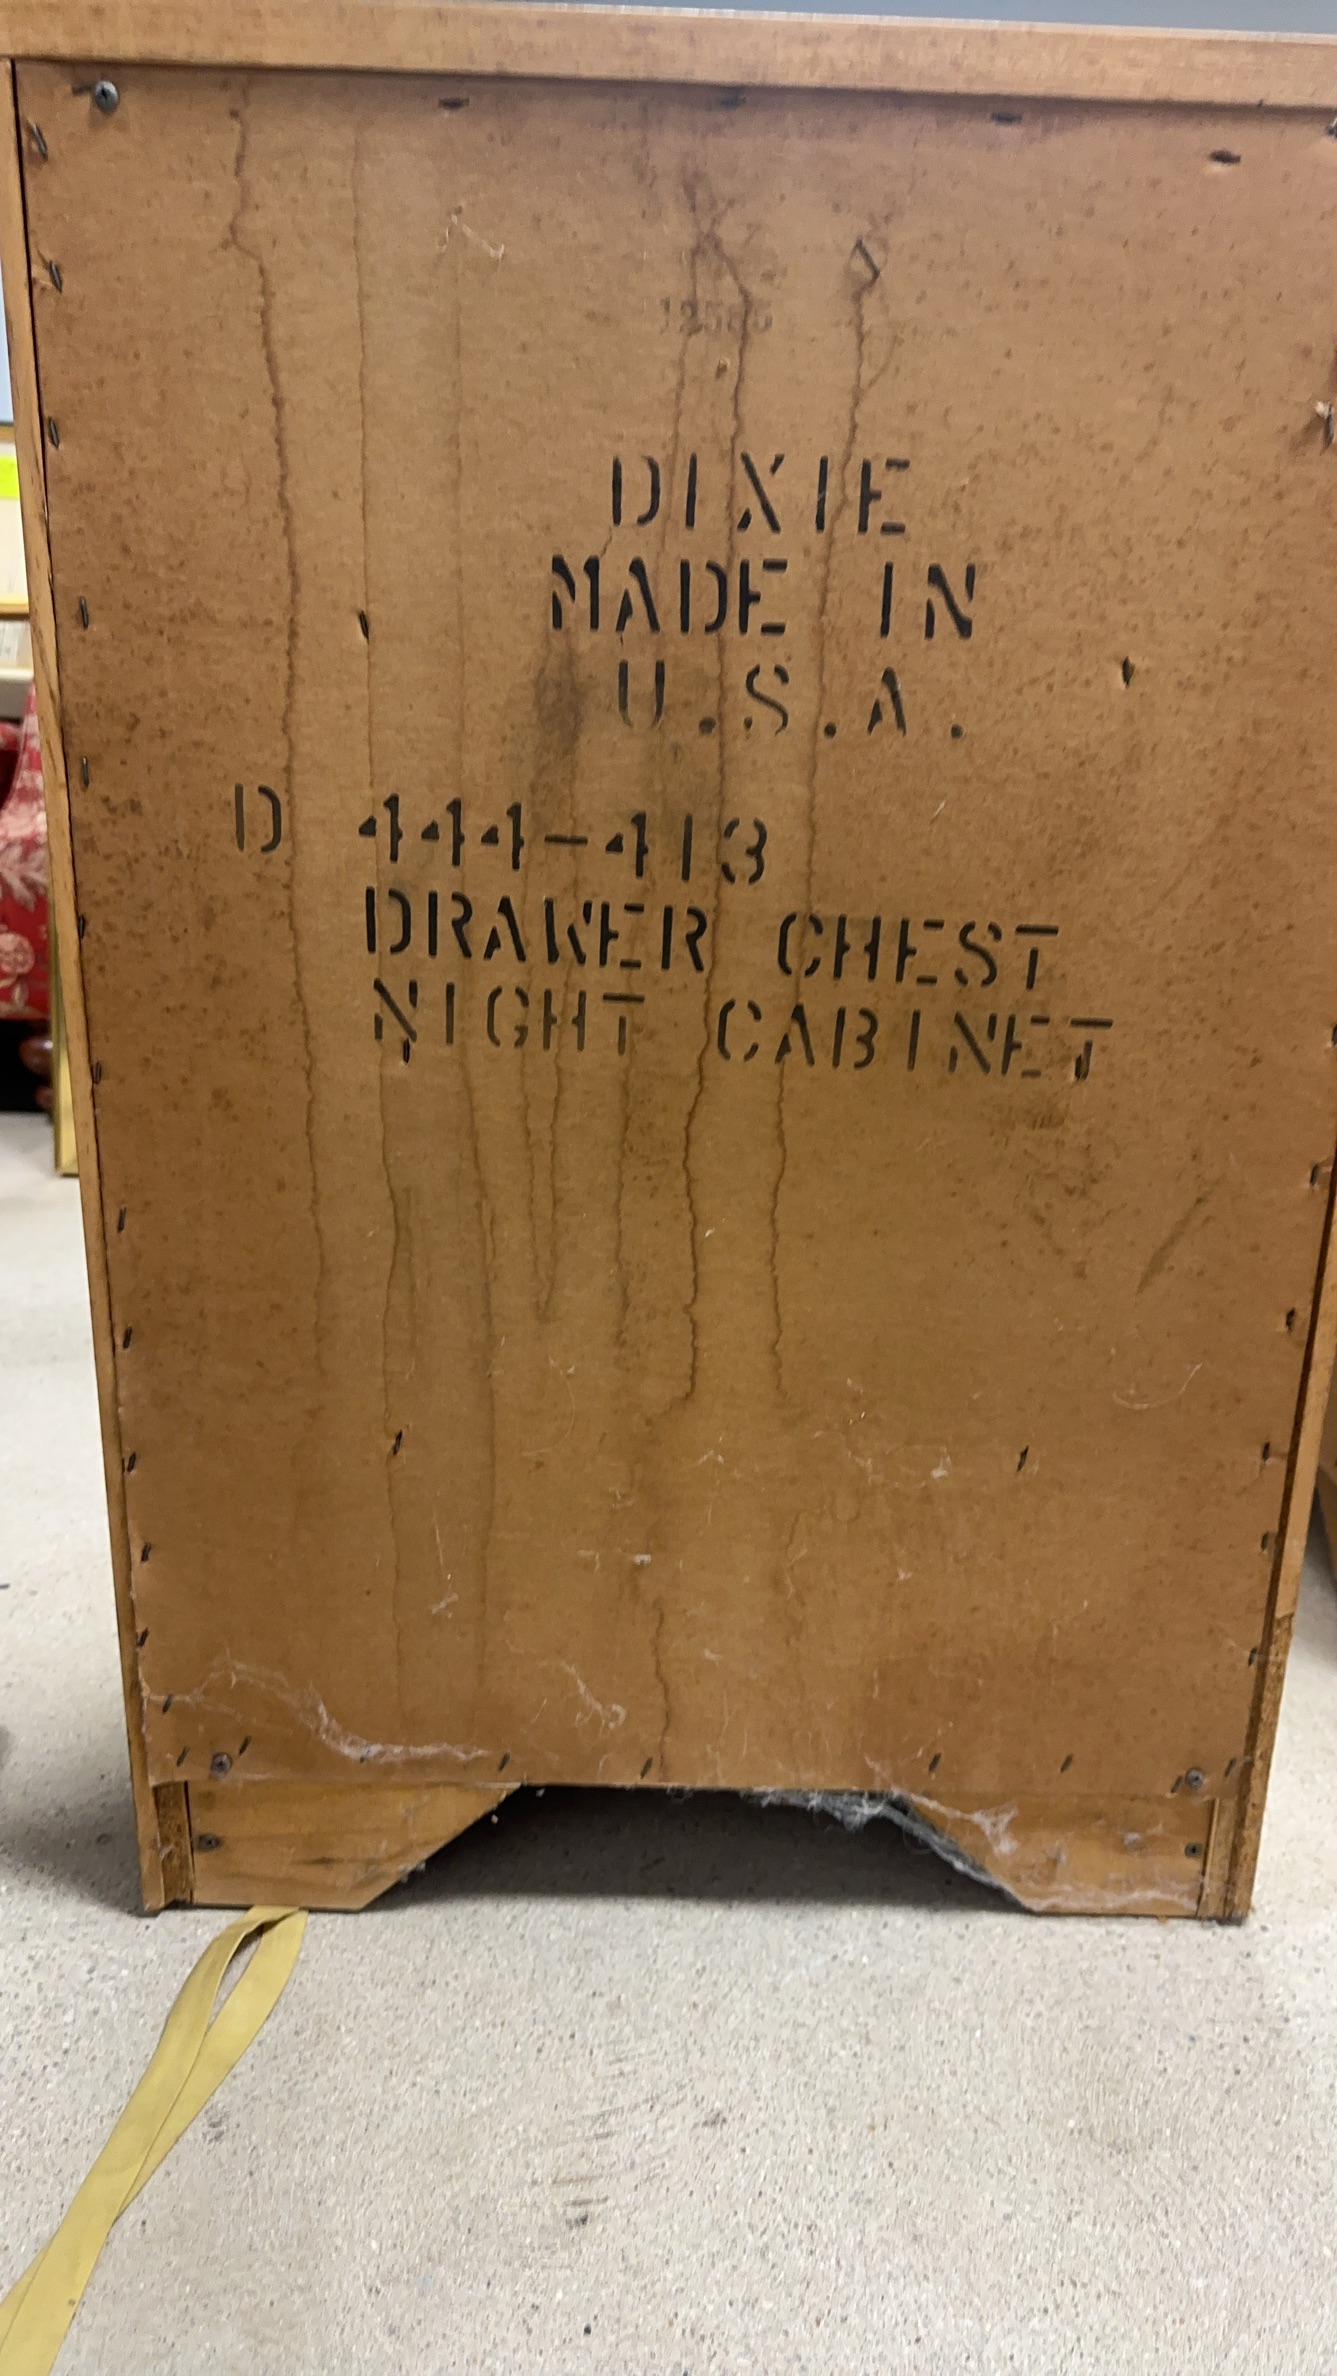 DIXIE
MADE IN
U.S.A.
D 444-413
DRAWER CHEST
NIGHT CABINET